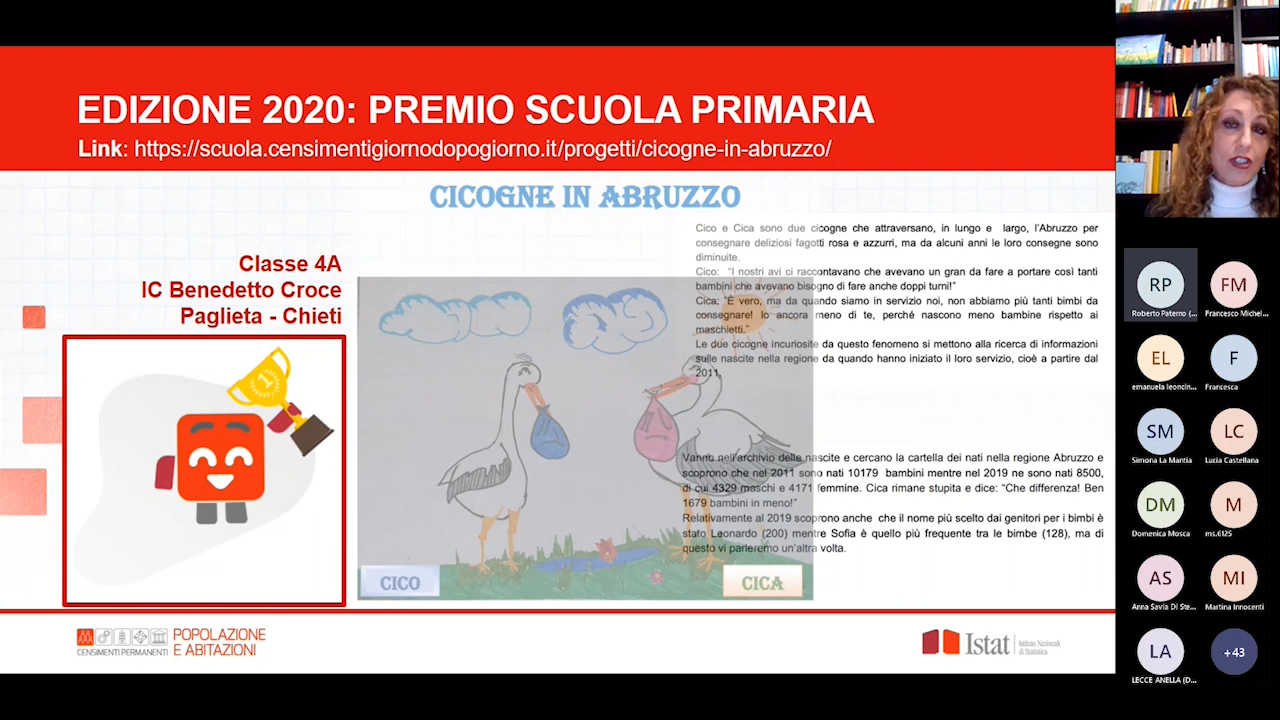 EDIZIONE 2020: PREMIO SCUOLA PRIMARIA
Link: https://scuola.censimentigiornodopogiorno.it/progetti/cicogne-in-abruzzo/
CICOGNE IN ABRUZZO
Classe 4A
IC Benedetto Croce
Paglieta - Chieti
1
Cico e Cica sono due cicogne che attraversano, in lungo e largo, l'Abruzzo per
consegnare deliziosi fagotti rosa e azzurri, ma da alcuni anni le loro consegne sono
diminuite.
Cico: "I nostri avi ci raccontavano che avevano un gran da fare a portare così tanti
bambini che avevano bisogno di fare anche doppi turni!"
Cica: "È vero, ma da quando siamo in servizio noi, non abbiamo più tanti bimbi da
consegnare! Io ancora meno di te, perché nascono meno bambine rispetto ai
maschietti."
Le due cicogne incuriosite da questo fenomeno si mettono alla ricerca di informazioni
sulle nascite nella regione da quando hanno iniziato il loro servizio, cioè a partire dal
2011.
Vanno nell'archivio delle nascite e cercano la cartella dei nati nella regione Abruzzo e
scoprono che nel 2011 sono nati 10179 bambini mentre nel 2019 ne sono nati 8500,
di cui 4329 maschi e 4171 femmine. Cica rimane stupita e dice: "Che differenza! Ben
1679 bambini in meno!"
Relativamente al 2019 scoprono anche che il nome più scelto dai genitori per i bimbi è
stato Leonardo (200) mentre Sofia è quello più frequente tra le bimbe (128), ma di
questo vi parleremo un'altra volta.
CICO
CICA
CENSIMENTI PERMANENTI
POPOLAZIONE
E ABITAZIONI
Istat
Istituto Nazionale
di Statistica
RP
Roberto Paterno (...
FM
Francesco Michel...
EL
emanuela leoncin...
F
Francesca
SM
Simona La Mantia
LC
Lucia Castellana
DM
Domenica Mosca
M
ms.6125
AS
Anna Savia Di Ste...
MI
Martina Innocenti
LA
LECCE ANELLA (D...
+43